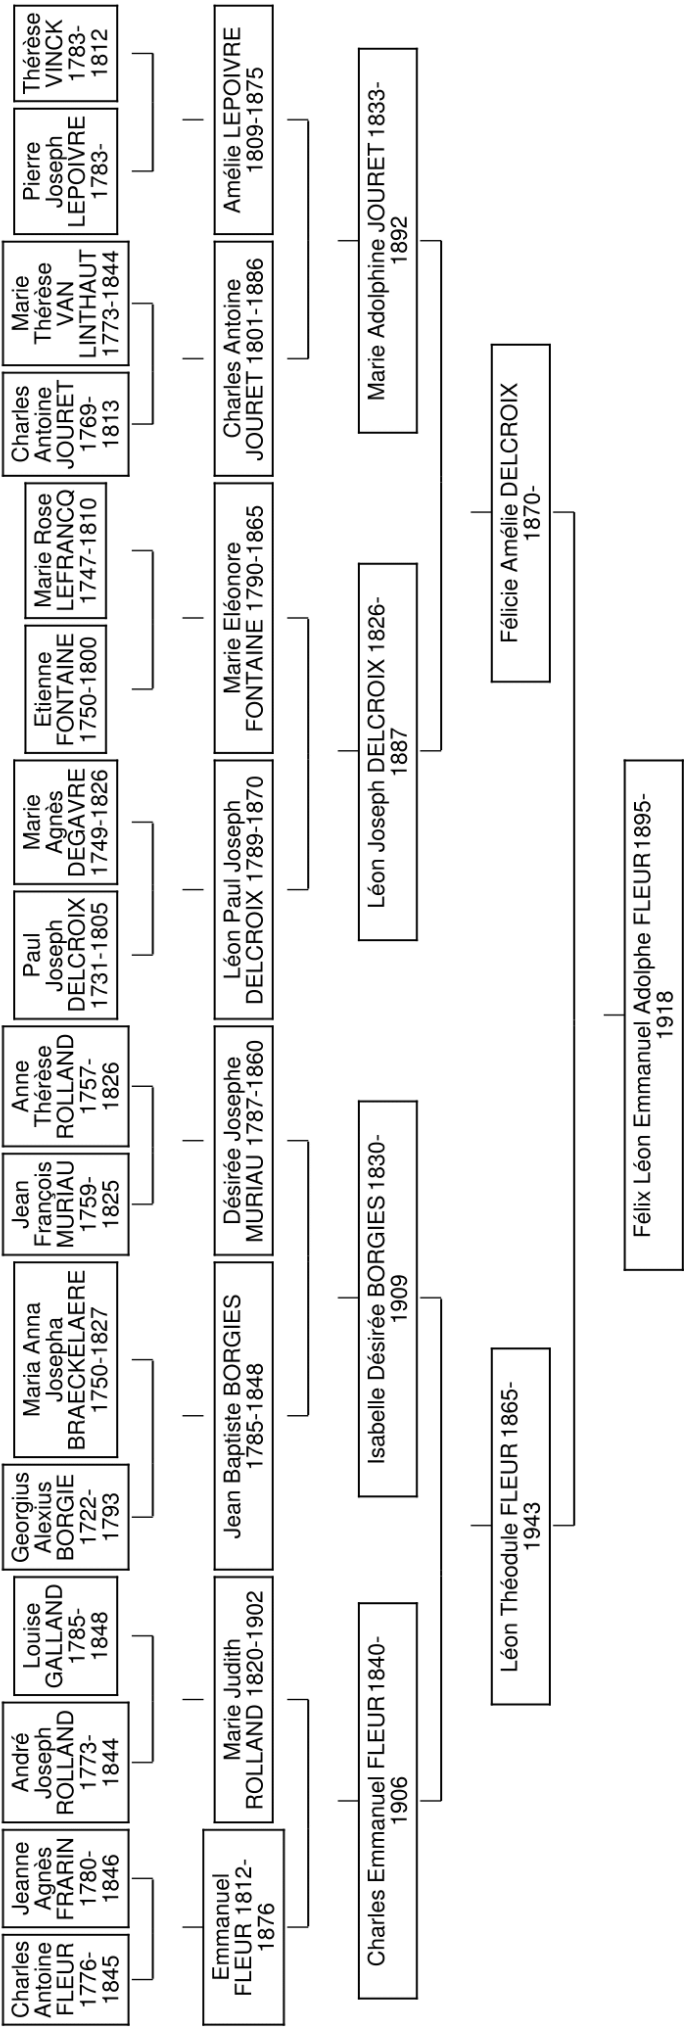 Charles
Antoine
FLEUR
1776-
1845
Jeanne
Agnès
FRARIN
1780-
1846
André
Joseph
ROLLAND
1773-
1844
Louise
GALLAND
1785-
1848
Georgius
Alexius
BORGIE
1722-
1793
Maria Anna
Josepha
BRAECKELAERE
1750-1827
Jean
François
MURIAU
1759-
1825
Anne
Thérèse
ROLLAND
1757-
1826
Paul
Joseph
DELCROIX
1731-1805
Marie
Agnès
DEGAVRE
1749-1826
Etienne
FONTAINE
1750-1800
Marie Rose
LEFRANCQ
1747-1810
Charles
Antoine
JOURET
1769-
1813
Marie
Thérèse
VAN
LINTHAUT
1773-1844
Pierre
Joseph
LEPOIVRE
1783-
Thérèse
VINCK
1783-
1812
Emmanuel
FLEUR 1812-
1876
Marie Judith
ROLLAND 1820-1902
Jean Baptiste BORGIES
1785-1848
Désirée Josephe
MURIAU 1787-1860
Léon Paul Joseph
DELCROIX 1789-1870
Marie Eléonore
FONTAINE 1790-1865
Charles Antoine
JOURET 1801-1886
Amélie LEPOIVRE
1809-1875
Charles Emmanuel FLEUR 1840-
1906
Isabelle Désirée BORGIES 1830-
1909
Léon Joseph DELCROIX 1826-
1887
Marie Adolphine JOURET 1833-
1892
Léon Théodule FLEUR 1865-
1943
Félicie Amélie DELCROIX
1870-
Félix Léon Emmanuel Adolphe FLEUR 1895-
1918